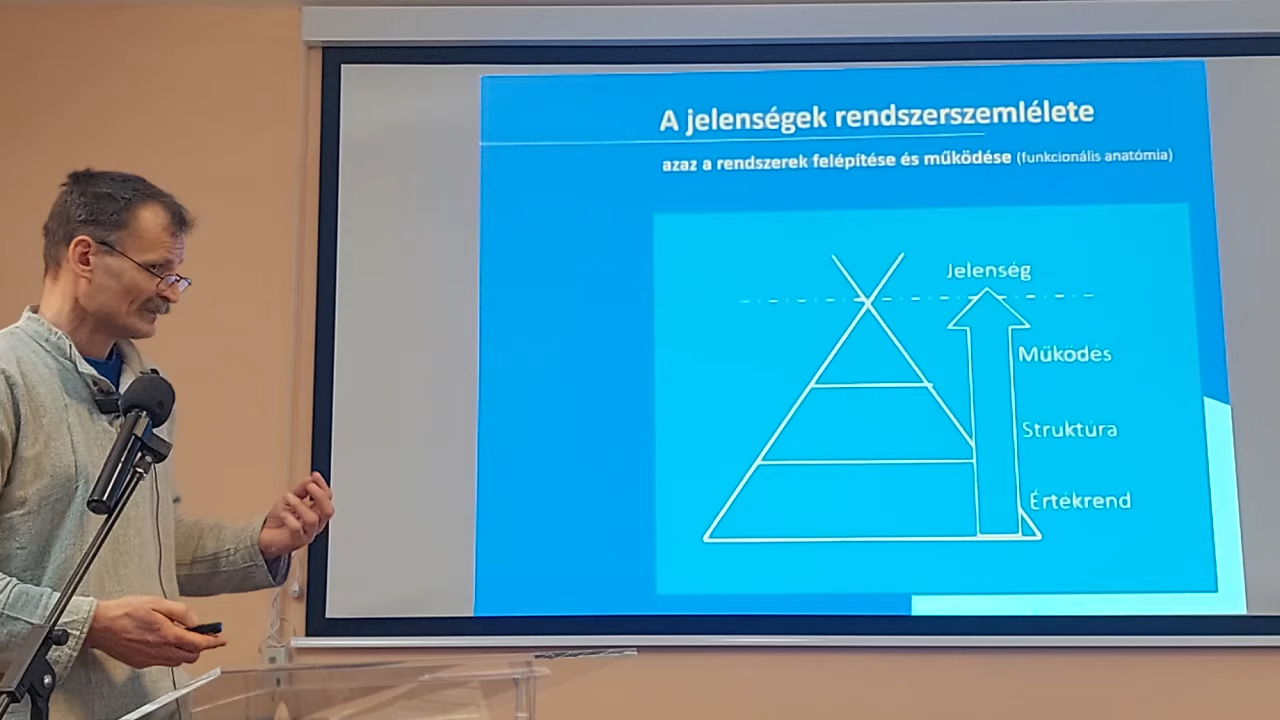 A jelenségek rendszerszemlélete
azaz a rendszerek felépítése és működése (funkcionális anatómia)
Jelenség
Működés
Struktúra
Értékrend